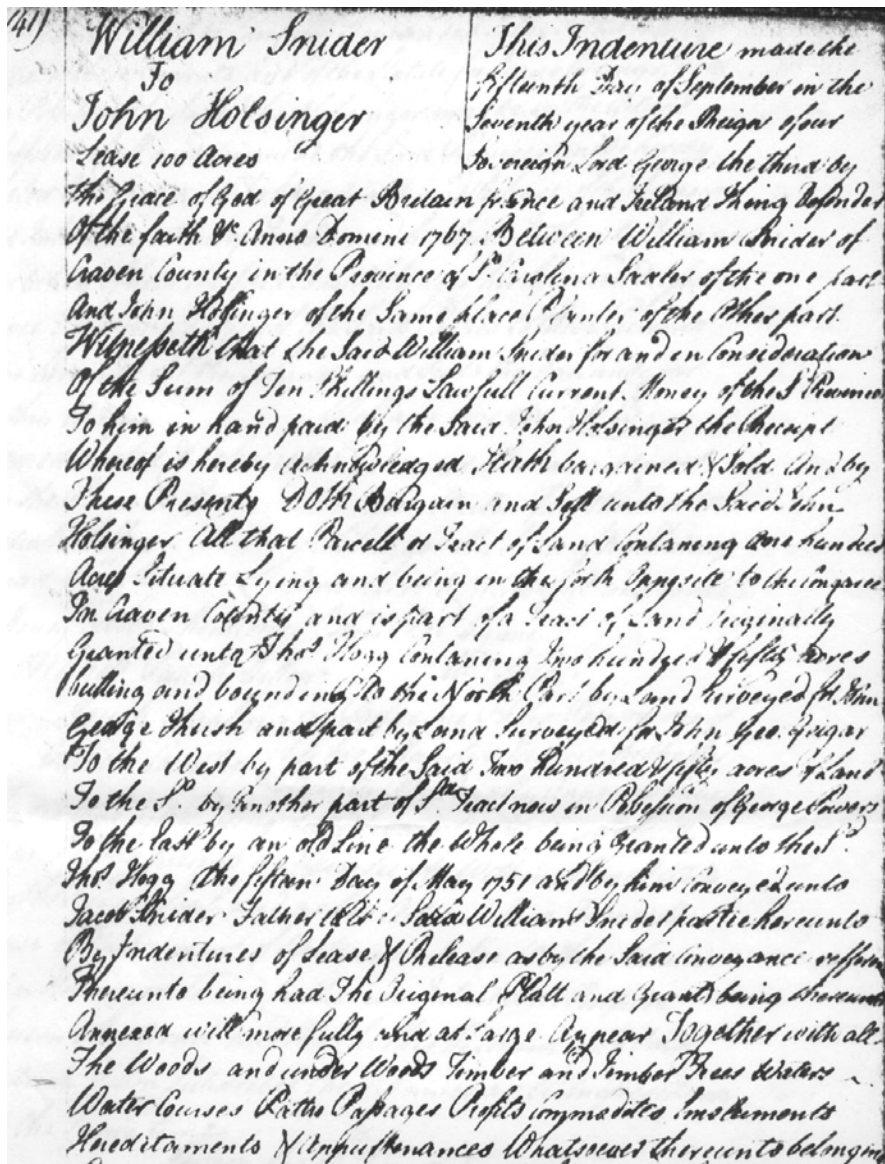 41)
William Snider
To
John Holsinger
Lease 100 Acres
This Indenture made the
fifteenth Day of September in the
Seventh year of the Reign of our
Sovereign Lord George the third by
the Grace of God of Great Britain france and Ireland King Defender
Of the faith &c Anno Domini 1767. Between William Snider of
Craven County in the Province of So Carolina of the one part
And John Holsinger of the Same place Planter of the Other part.
Witnesseth that the Said William Snider for and in Consideration
Of the Sum of Ten Shillings Lawfull Current Money of the Sd Province
To him in hand paid by the Said John Holsinger the Receipt
Whereof is hereby Acknowledged Hath bargained & Sold And by
These Presents DOth Bargain and Sell unto the Said John
Holsinger All that Parcell or Tract of Land Contaning One hundred
Acres Situate Lying and being in the fork to the Congaree
In Craven County and is part of a Tract of Land Originally
Granted unto Thos Hogg Contaning Two hundred & fifty Acres
butting and bounding To the North East by Land Surveyed for John
George and part by Land Surveyed for John Geo.
To the West by part of the Said Two Hundred & fifty acres of Land
To the So by another part of Sd Tract now in Possession of George Powers
To the East by an old Line the Whole being Granted unto the Sd
Thos Hogg the Day of May 1751 and by him Conveyed unto
Jacob Snider Father to Said William Snider partie hereunto
By Indentures of Lease & Release as by the Said Conveyance
Thereunto being had The Original Platt and Grant being thereunto
Annexed will more fully and at Large Appear Together with all
The Woods and under Woods Timber and Timber Trees Waters
Water Courses Paths Passages Profits Commodites
Hereditaments & Appurtenances Whatsoever thereunto belonging